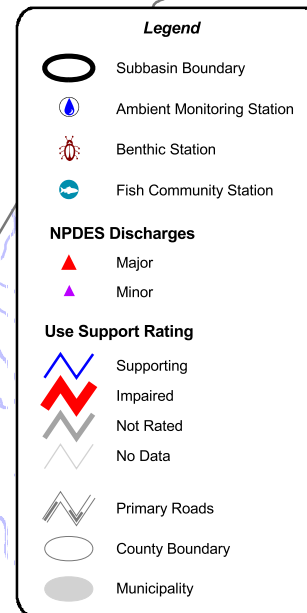 Legend
Subbasin Boundary
Ambient Monitoring Station
Benthic Station
Fish Community Station
NPDES Discharges
Major
Minor
Use Support Rating
Supporting
Impaired
Not Rated
No Data
Primary Roads
County Boundary
Municipality